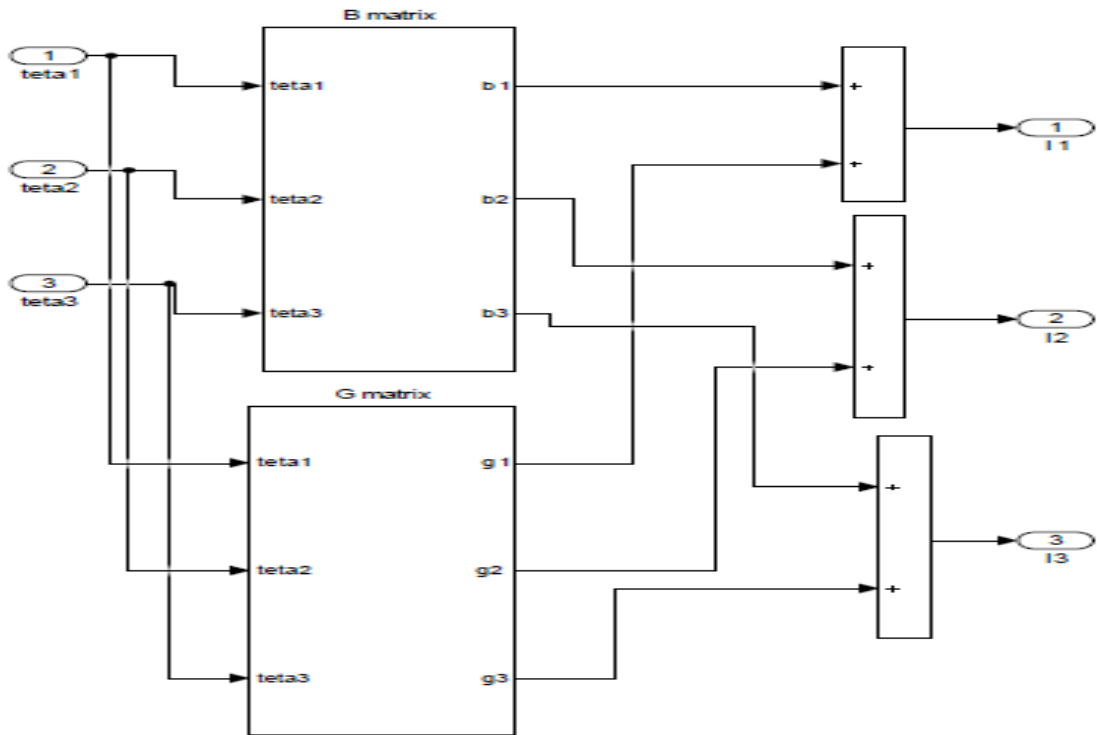 B matrix
1
teta1
teta1
b1
+
+
1
I1
2
teta2
teta2
b2
+
+
2
I2
3
teta3
teta3
b3
G matrix
teta1
g1
+
+
3
I3
teta2
g2
teta3
g3